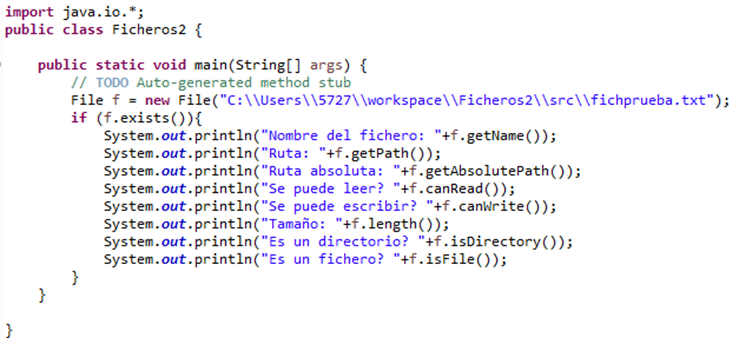 import java.io.*;
public class Ficheros2 {
public static void main(String[] args) {
// TODO Auto-generated method stub
File f = new File("C:\\Users\\5727\\workspace\\Ficheros2\\src\\fichprueba.txt");
if (f.exists()){
System.out.println("Nombre del fichero: "+f.getName());
System.out.println("Ruta: "+f.getPath());
System.out.println("Ruta absoluta: "+f.getAbsolutePath());
System.out.println("Se puede leer? "+f.canRead());
System.out.println("Se puede escribir? "+f.canWrite());
System.out.println("Tamaño: "+f.length());
System.out.println("Es un directorio? "+f.isDirectory());
System.out.println("Es un fichero? "+f.isFile());
}
}
}